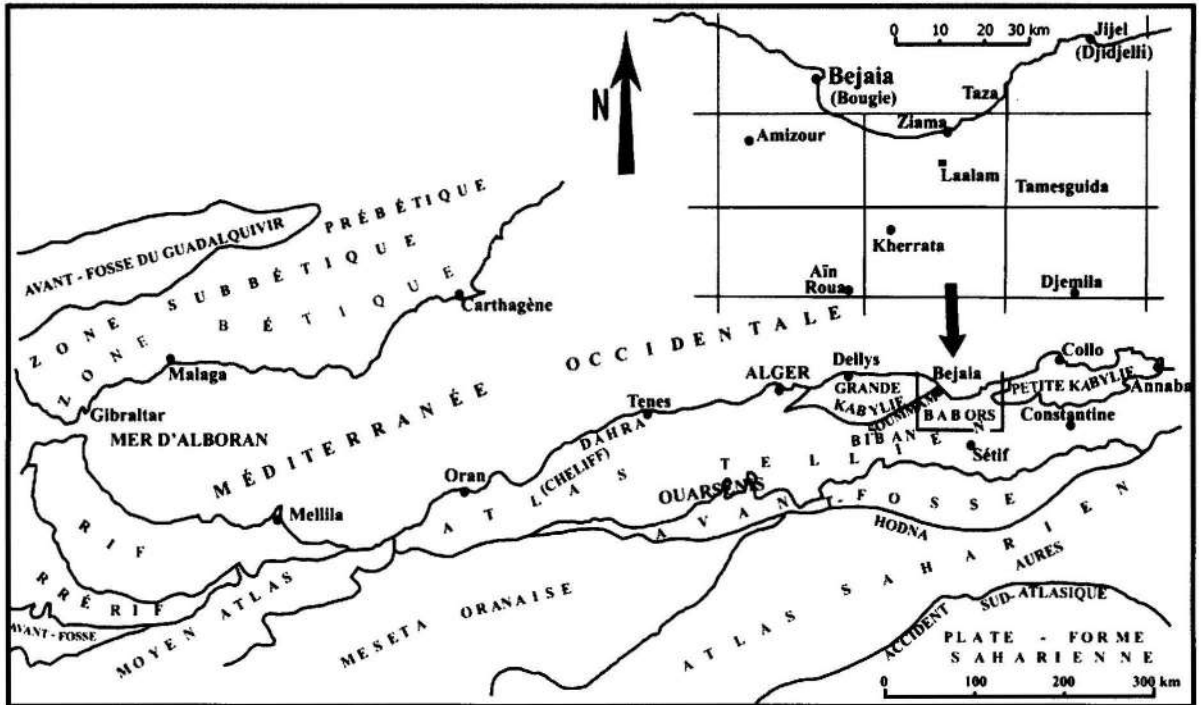 0 10 20 30 km
Jijel
(Djidjelli)
Bejaia
(Bougie)
Taza
Ziama
N
Amizour
Laalam
Tamesguida
Kherrata
Aïn
Roua
Djemila
AVANT - FOSSE DU GUADALQUIVIR
PRÉBÉTIQUE
ZONE SUBBÉTIQUE
ZONE BÉTIQUE
Carthagène
Malaga
Gibraltar
MER D'ALBORAN
MÉDITERRANÉE OCCIDENTALE
ALGER
Dellys
Bejaia
Collo
Annaba
GRANDE
KABYLIE
SOUMMAM
BABORS
PETITE KABYLIE
Constantine
BIBAN
Sétif
Tenes
DAHRA
(CHELIFF)
Oran
Mellila
ATLAS TELLIEN
OUARSENIS
AVANT-FOSSE
HODNA
RIF
RRÉRIF
AVANT-FOSSE
MOYEN ATLAS
MESETA ORANAISE
ATLAS SAHARIEN
AURES
ACCIDENT SUD-ATLASIQUE
PLATE - FORME
SAHARIENNE
0 100 200 300 km